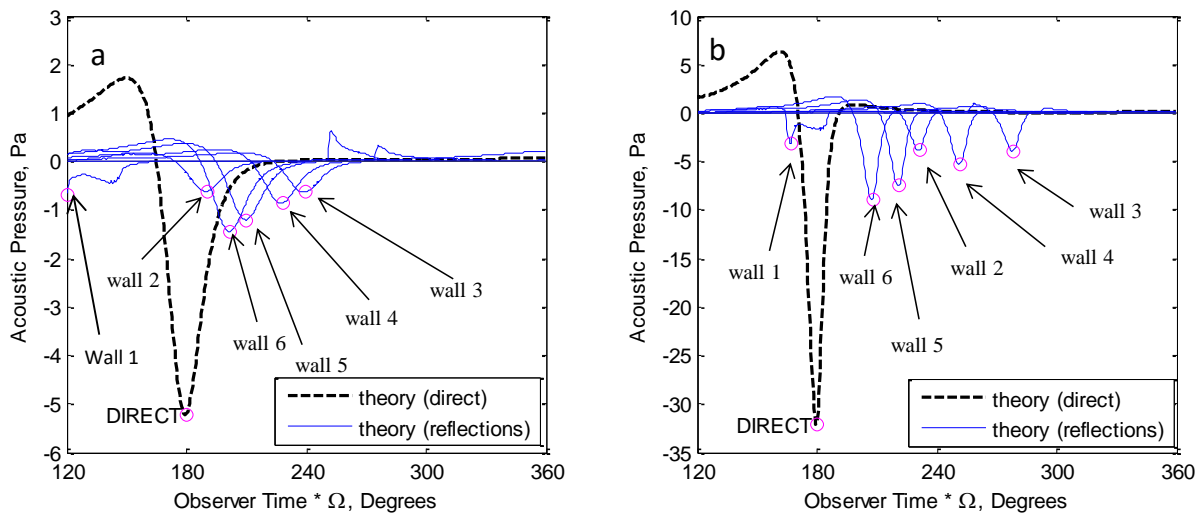 a
3
2
1
0
-1
-2
-3
-4
-5
-6
120
180
240
300
360
Acoustic Pressure, Pa
Observer Time * Ω, Degrees
wall 2
wall 3
wall 4
wall 6
wall 5
Wall 1
DIRECT
theory (direct)
theory (reflections)
b
10
5
0
-5
-10
-15
-20
-25
-30
-35
120
180
240
300
360
Acoustic Pressure, Pa
Observer Time * Ω, Degrees
wall 3
wall 1
wall 6
wall 2
wall 4
wall 5
DIRECT
theory (direct)
theory (reflections)